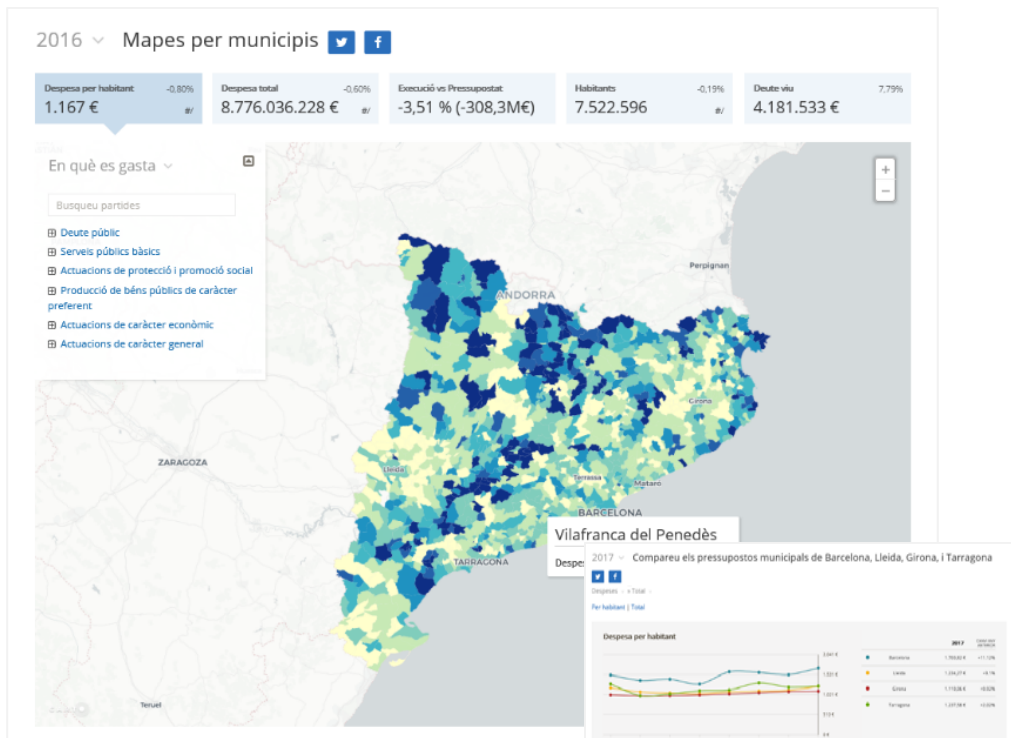 2016 Mapes per municipis
Despesa per habitant -0,80%
1.167 € #/
Despesa total -0,60%
8.776.036.228 € #/
Execució vs Pressupostat
-3,51 % (-308,3M€)
Habitants -0,19%
7.522.596 #/
Deute viu 7,79%
4.181.533 €
En què es gasta
Busqueu partides
Deute públic
Serveis públics bàsics
Actuacions de protecció i promoció social
Producció de béns públics de caràcter
preferent
Actuacions de caràcter econòmic
Actuacions de caràcter general
+
−
Perpignan
ANDORRA
Girona
ZARAGOZA
Lleida
Terrassa
Mataró
BARCELONA
TARRAGONA
Teruel
Vilafranca del Penedès
Despe
2017 Compareu els pressupostos municipals de Barcelona, Lleida, Girona, i Tarragona
Despeses Total
Per habitant | Total
Despesa per habitant
2017
Barcelona
Lleida
Girona
Tarragona